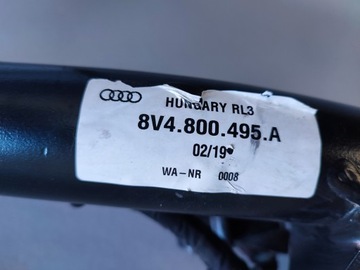 HUNGARY RL3
8V4.800.495.A
02/19
WA-NR 0008